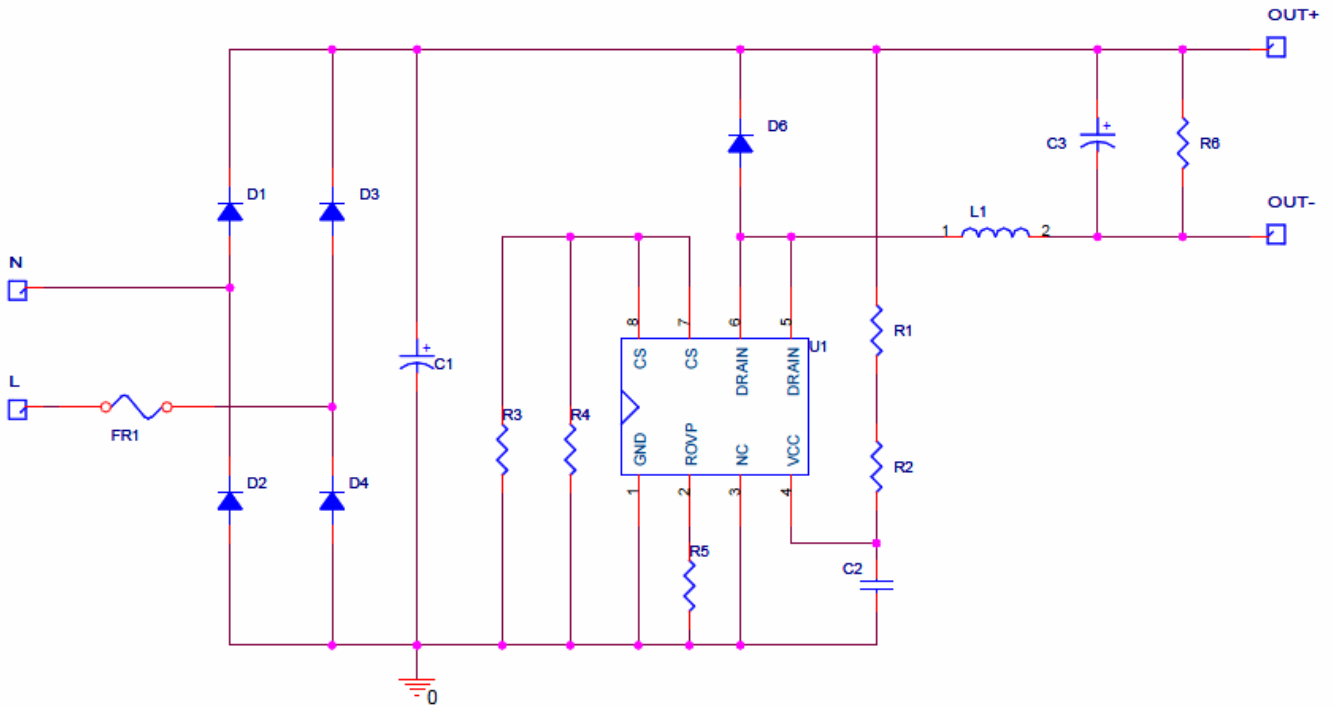 OUT+
D6
C3
+
R6
D1
D3
OUT-
L1
1
2
N
8
7
6
5
R1
U1
+
C1
CS
CS
DRAIN
DRAIN
L
FR1
R3
R4
GND
ROVP
NC
VCC
R2
D2
D4
1
2
3
4
R5
C2
0